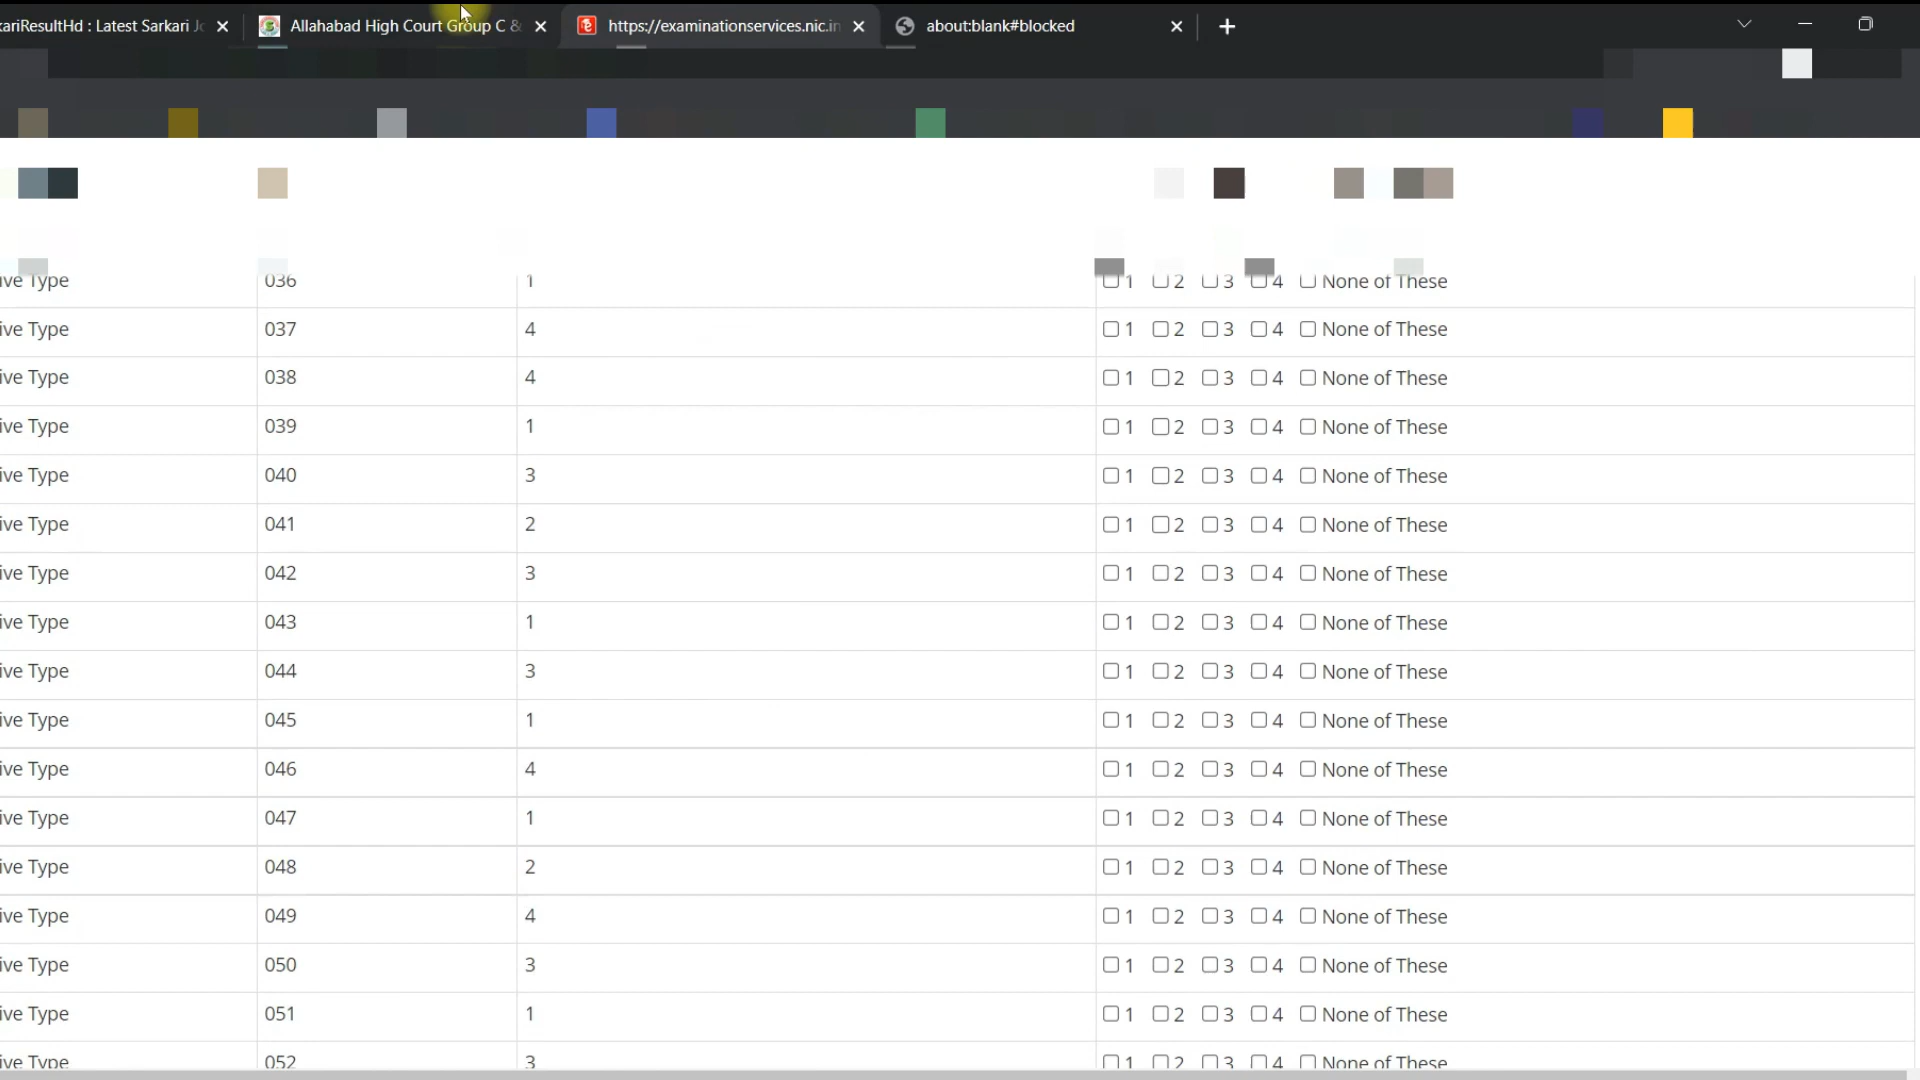 kariResultHd : Latest Sarkari Jo Allahabad High Court Group C & https://examinationservices.nic.in about:blank#blocked
ive Type 036 1 1 2 3 4 None of These
ive Type 037 4 1 2 3 4 None of These
ive Type 038 4 1 2 3 4 None of These
ive Type 039 1 1 2 3 4 None of These
ive Type 040 3 1 2 3 4 None of These
ive Type 041 2 1 2 3 4 None of These
ive Type 042 3 1 2 3 4 None of These
ive Type 043 1 1 2 3 4 None of These
ive Type 044 3 1 2 3 4 None of These
ive Type 045 1 1 2 3 4 None of These
ive Type 046 4 1 2 3 4 None of These
ive Type 047 1 1 2 3 4 None of These
ive Type 048 2 1 2 3 4 None of These
ive Type 049 4 1 2 3 4 None of These
ive Type 050 3 1 2 3 4 None of These
ive Type 051 1 1 2 3 4 None of These
ive Type 052 3 1 2 3 4 None of These